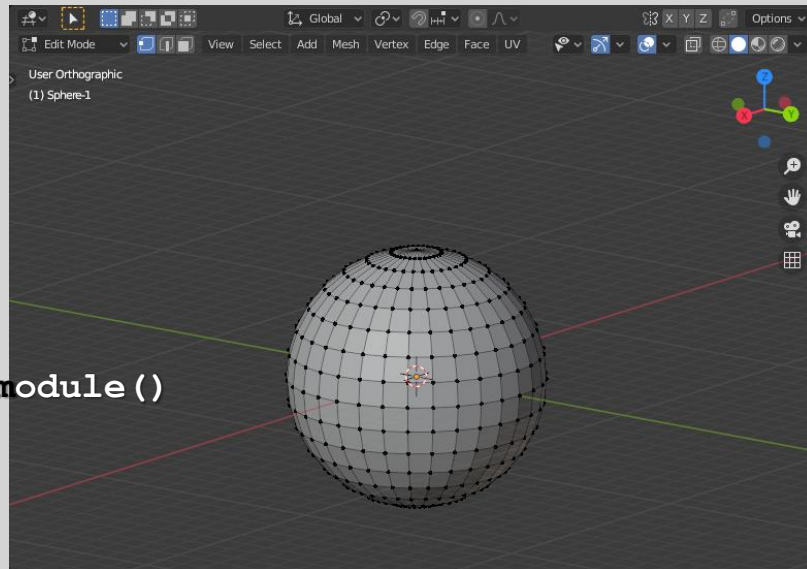 Global
X Y Z
Options
Edit Mode View Select Add Mesh Vertex Edge Face UV
User Orthographic
(1) Sphere-1
Z
X
Y
module()